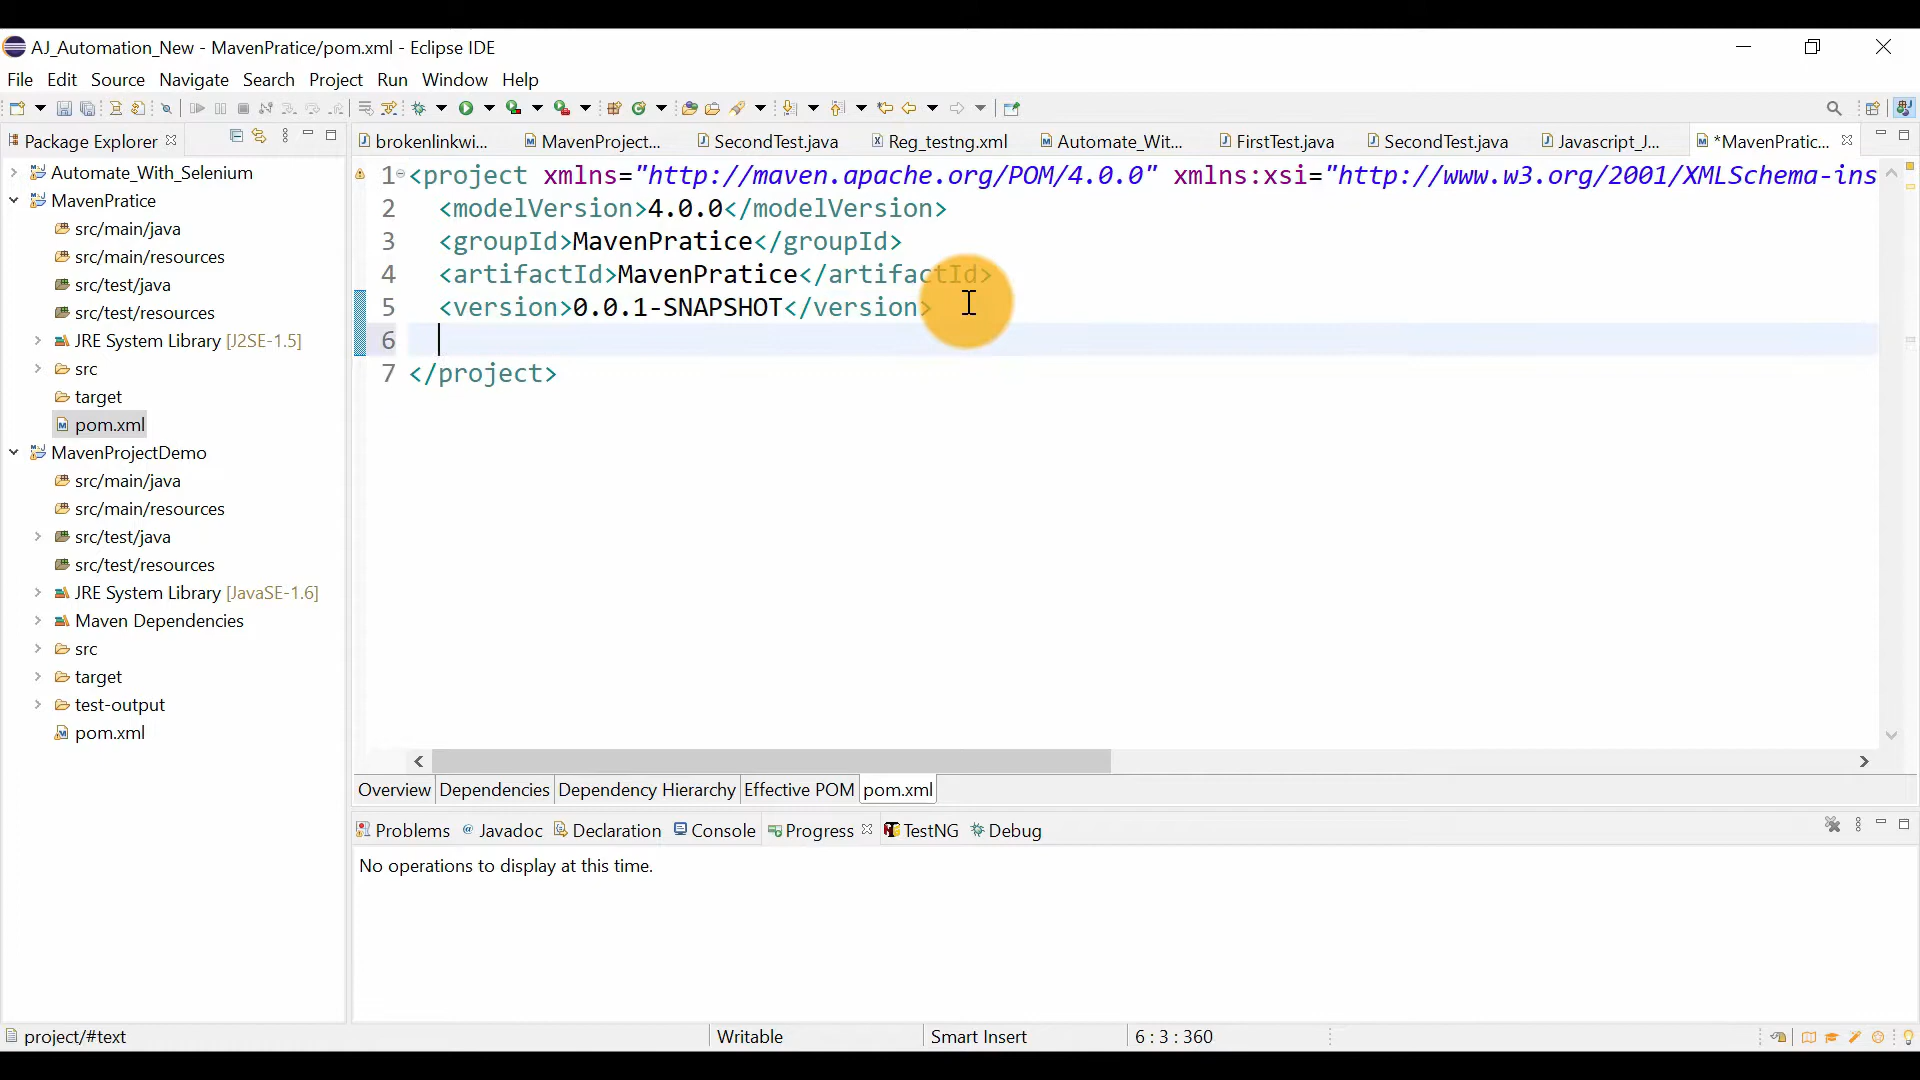 AJ_Automation_New - MavenPratice/pom.xml - Eclipse IDE
File Edit Source Navigate Search Project Run Window Help
Package Explorer
brokenlinkwi... MavenProject... SecondTest.java Reg_testng.xml Automate_Wit... FirstTest.java SecondTest.java Javascript_J... *MavenPratic...
Automate_With_Selenium
MavenPratice
src/main/java
src/main/resources
src/test/java
src/test/resources
JRE System Library [J2SE-1.5]
src
target
pom.xml
MavenProjectDemo
src/main/java
src/main/resources
src/test/java
src/test/resources
JRE System Library [JavaSE-1.6]
Maven Dependencies
src
target
test-output
pom.xml
1 <project xmlns="http://maven.apache.org/POM/4.0.0" xmlns:xsi="http://www.w3.org/2001/XMLSchema-ins
2 <modelVersion>4.0.0</modelVersion>
3 <groupId>MavenPratice</groupId>
4 <artifactId>MavenPratice</artifactId>
5 <version>0.0.1-SNAPSHOT</version>
6
7 </project>
Overview Dependencies Dependency Hierarchy Effective POM pom.xml
Problems Javadoc Declaration Console Progress TestNG Debug
No operations to display at this time.
project/#text Writable Smart Insert 6 : 3 : 360